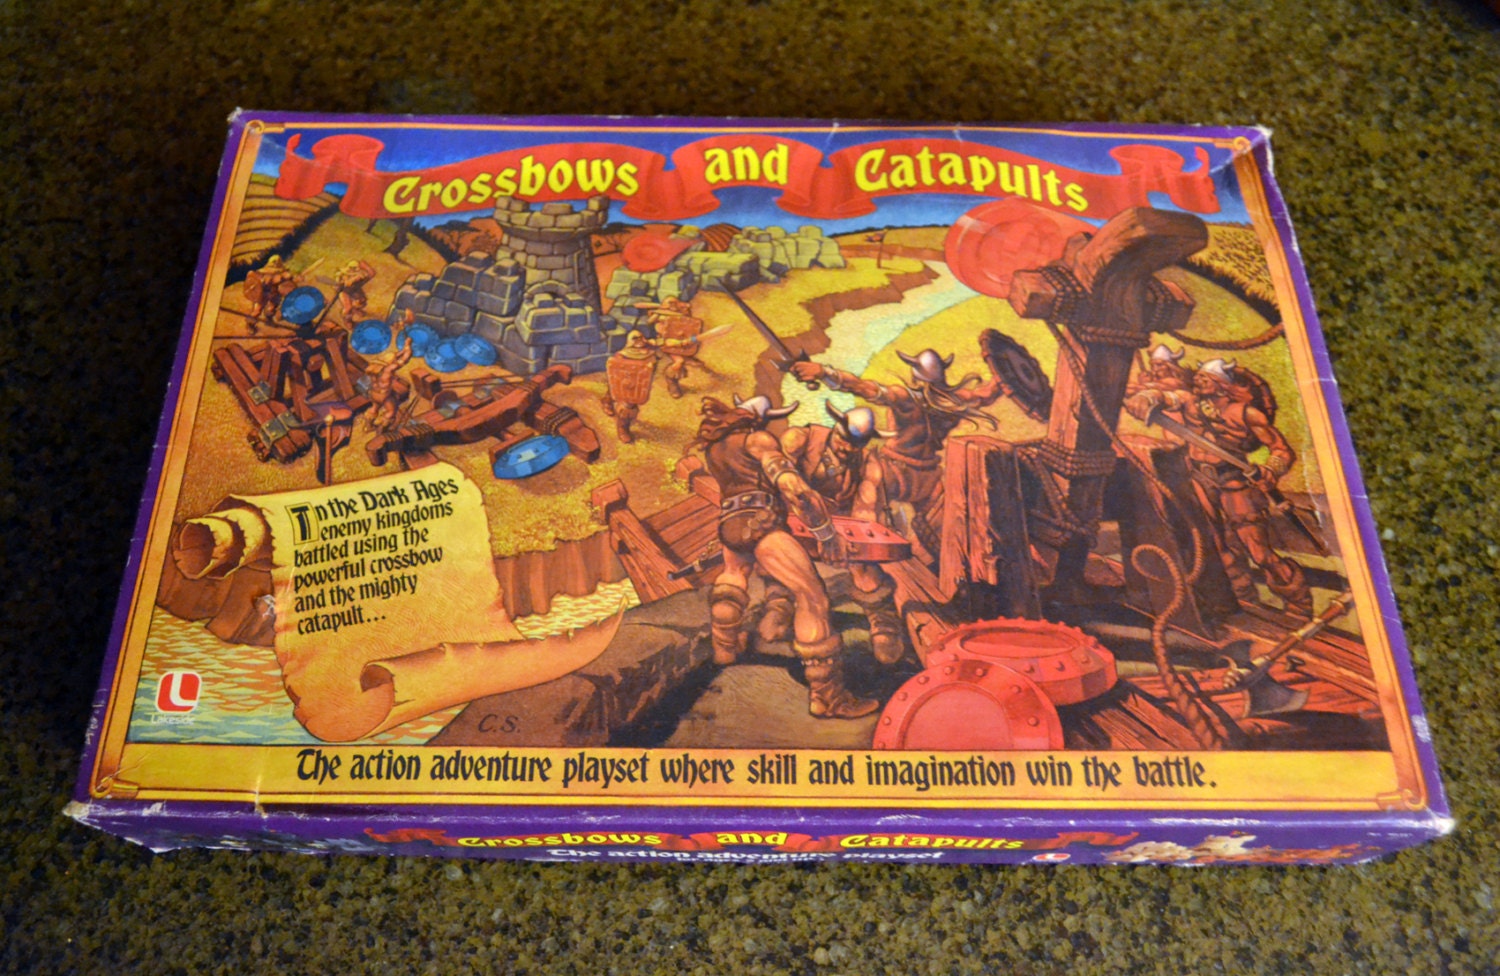 Crossbows and Catapults
In the Dark Ages
enemy kingdoms
battled using the
powerful crossbow
and the mighty
catapult...
Lakeside
C.S.
The action adventure playset where skill and imagination win the battle.
Crossbows and Catapults
The action adventure playset